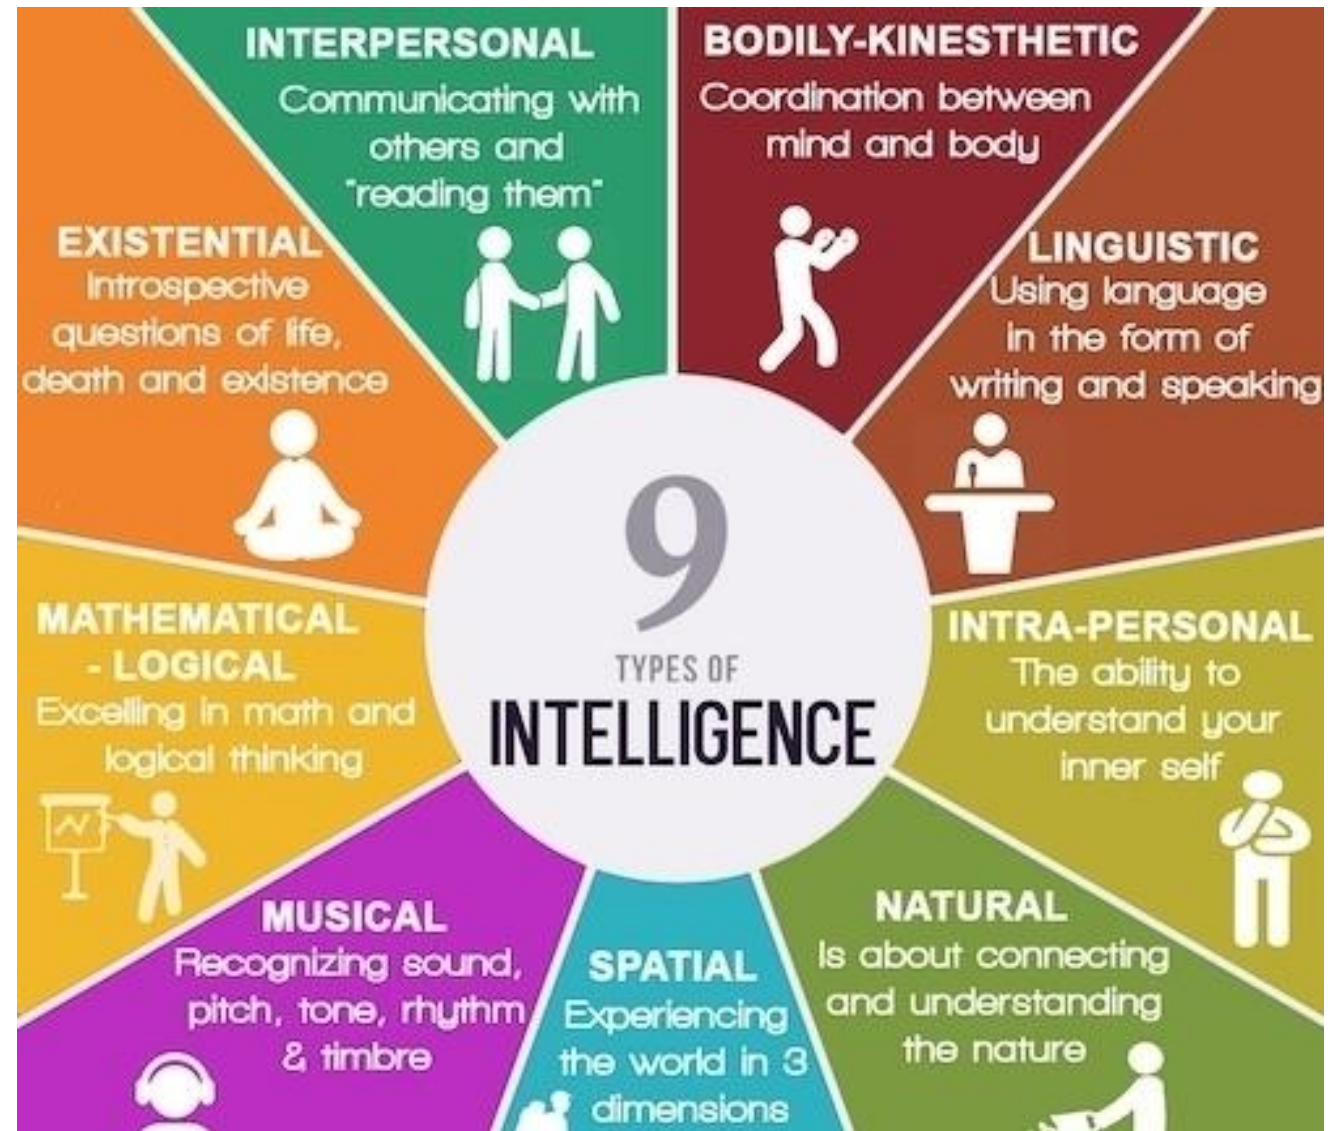 INTERPERSONAL
Communicating with
others and
"reading them"
BODILY-KINESTHETIC
Coordination between
mind and body
EXISTENTIAL
Introspective
questions of life,
death and existence
LINGUISTIC
Using language
in the form of
writing and speaking
9
TYPES OF
INTELLIGENCE
MATHEMATICAL
- LOGICAL
Excelling in math and
logical thinking
INTRA-PERSONAL
The ability to
understand your
inner self
MUSICAL
Recognizing sound,
pitch, tone, rhythm
& timbre
SPATIAL
Experiencing
the world in 3
dimensions
NATURAL
Is about connecting
and understanding
the nature